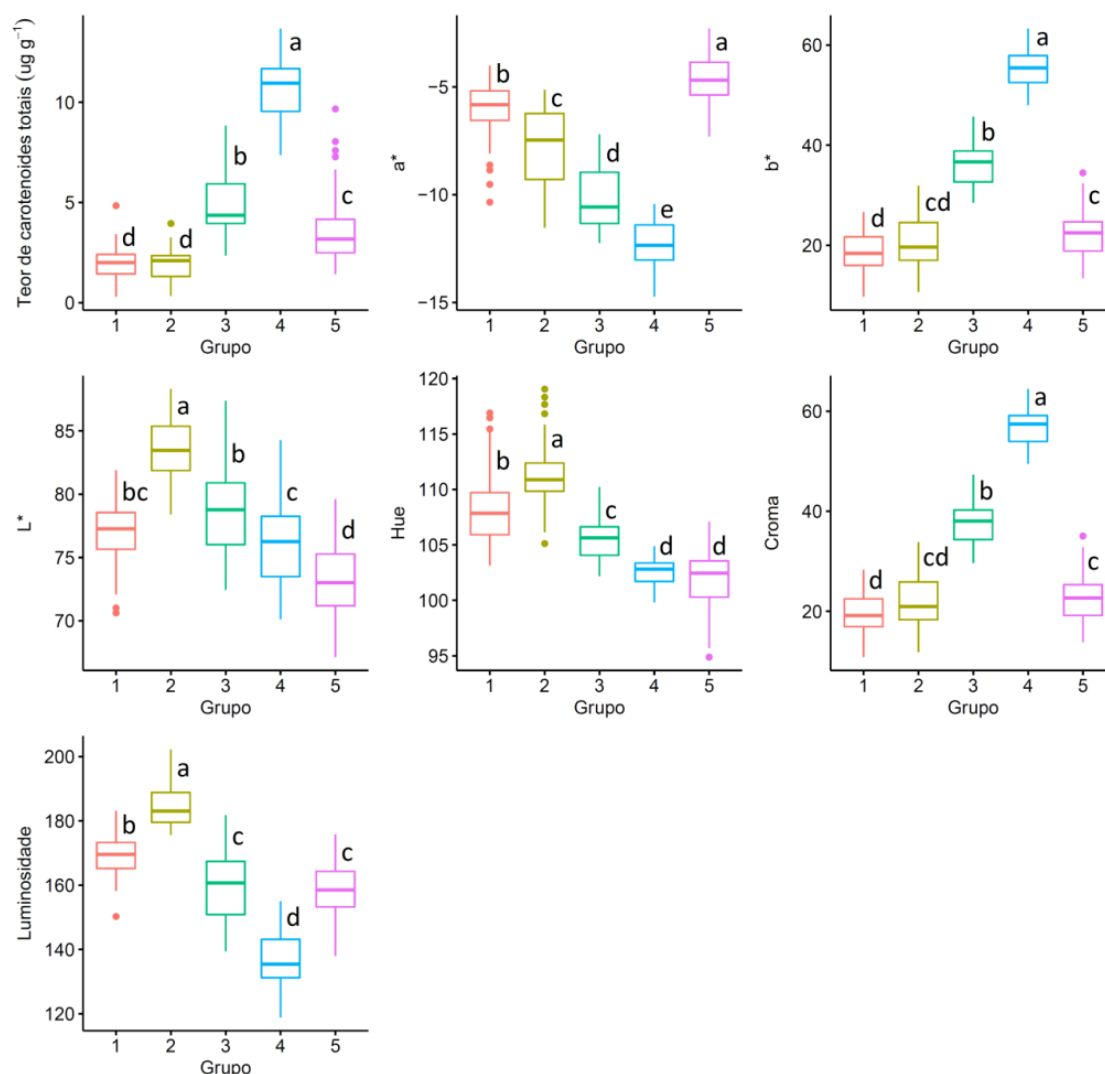 Teor de carotenoides totais (ug g⁻¹)
10
5
0
d
d
b
a
c
1 2 3 4 5
Grupo
a*
−5
−10
−15
b
c
d
e
a
1 2 3 4 5
Grupo
b*
60
40
20
d
cd
b
a
c
1 2 3 4 5
Grupo
L*
85
80
75
70
bc
a
b
c
d
1 2 3 4 5
Grupo
Hue
120
115
110
105
100
95
b
a
c
d
d
1 2 3 4 5
Grupo
Croma
60
40
20
d
cd
b
a
c
1 2 3 4 5
Grupo
Luminosidade
200
180
160
140
120
b
a
c
d
c
1 2 3 4 5
Grupo